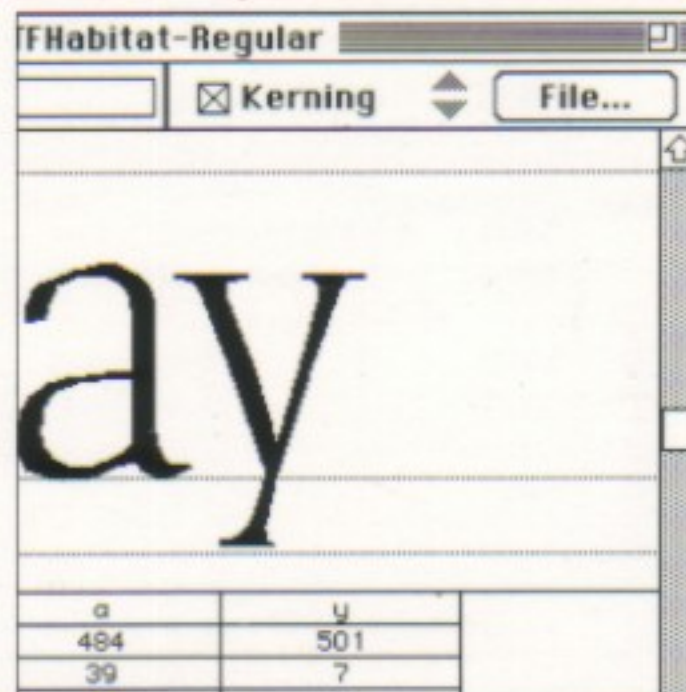 TFHabitat-Regular
Kerning File...
ay
a y
484 501
39 7